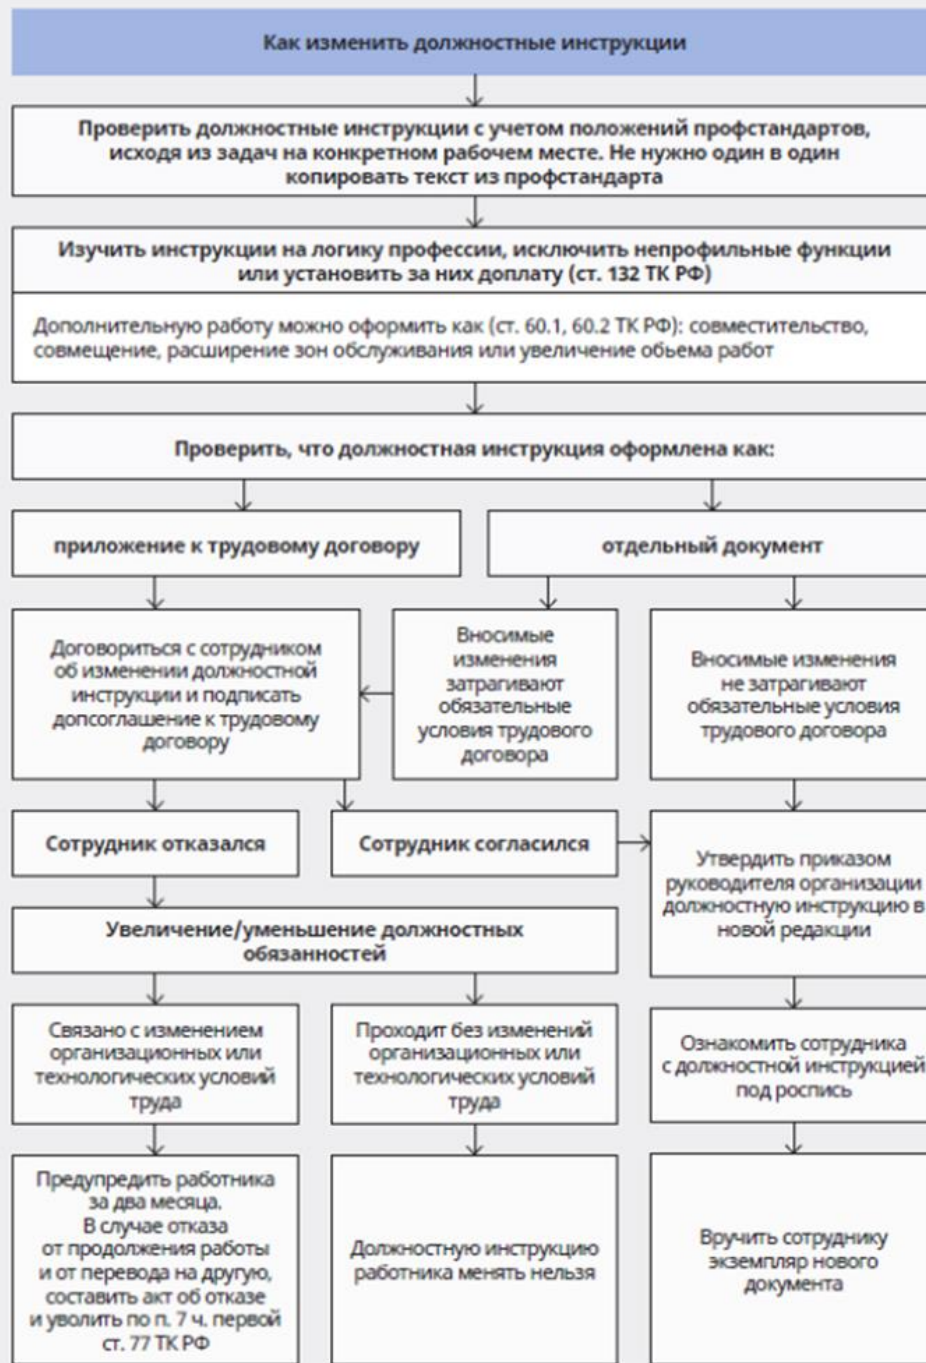 Как изменить должностные инструкции
Проверить должностные инструкции с учетом положений профстандартов,
исходя из задач на конкретном рабочем месте. Не нужно один в один
копировать текст из профстандарта
Изучить инструкции на логику профессии, исключить непрофильные функции
или установить за них доплату (ст. 132 ТК РФ)
Дополнительную работу можно оформить как (ст. 60.1, 60.2 ТК РФ): совместительство,
совмещение, расширение зон обслуживания или увеличение обьема работ
Проверить, что должностная инструкция оформлена как:
приложение к трудовому договору
отдельный документ
Договориться с сотрудником
об изменении должностной
инструкции и подписать
допсоглашение к трудовому
договору
Вносимые
изменения
затрагивают
обязательные
условия трудового
договора
Вносимые изменения
не затрагивают
обязательные условия
трудового договора
Сотрудник отказался
Сотрудник согласился
Утвердить приказом
руководителя организации
должностную инструкцию в
новой редакции
Увеличение/уменьшение должностных
обязанностей
Связано с изменением
организационных или
технологических условий
труда
Проходит без изменений
организационных или
технологических условий
труда
Ознакомить сотрудника
с должностной инструкцией
под роспись
Предупредить работника
за два месяца.
В случае отказа
от продолжения работы
и от перевода на другую,
составить акт об отказе
и уволить по п. 7 ч. первой
ст. 77 ТК РФ
Должностную инструкцию
работника менять нельзя
Вручить сотруднику
экземпляр нового
документа